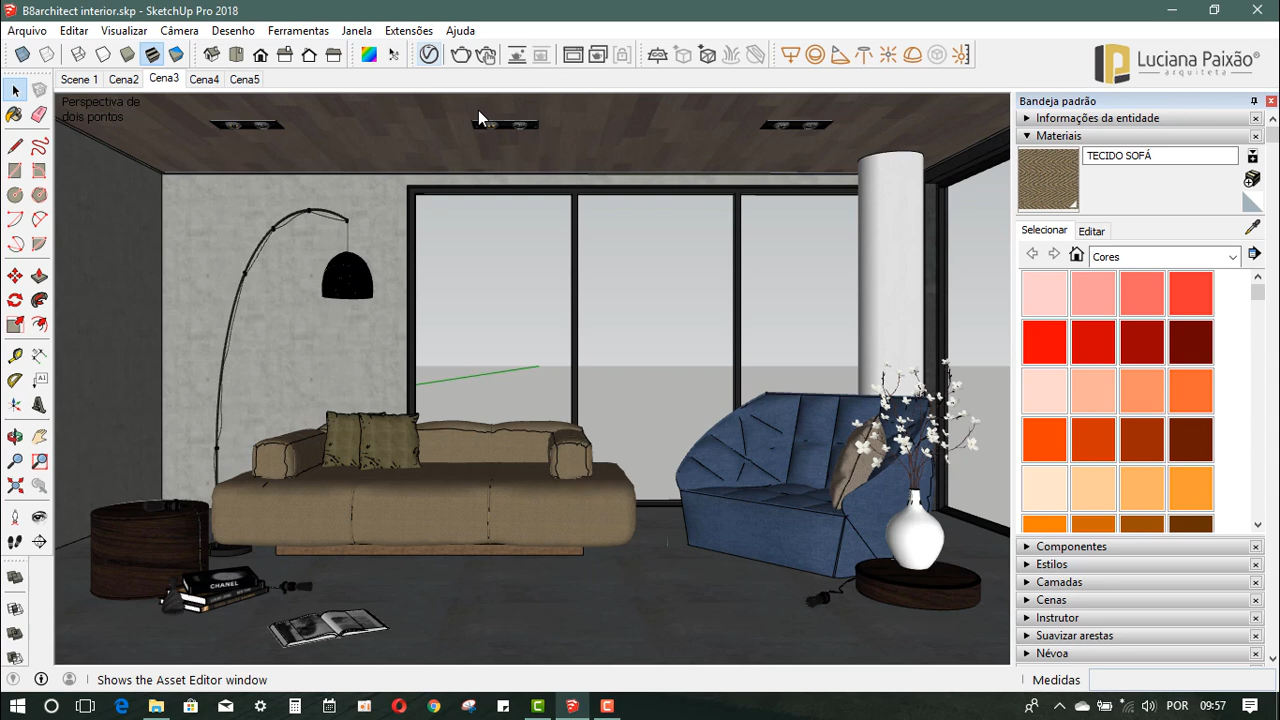 B8architect interior.skp - SketchUp Pro 2018
Arquivo Editar Visualizar Câmera Desenho Ferramentas Janela Extensões Ajuda
Luciana Paixão
arquiteta
Scene 1 Cena2 Cena3 Cena4 Cena5
Perspectiva de
dois pontos
Bandeja padrão
Informações da entidade
Materiais
TECIDO SOFÁ
Selecionar Editar
Cores
CHANEL
Componentes
Estilos
Camadas
Cenas
Instrutor
Suavizar arestas
Névoa
Shows the Asset Editor window
Medidas
POR 09:57